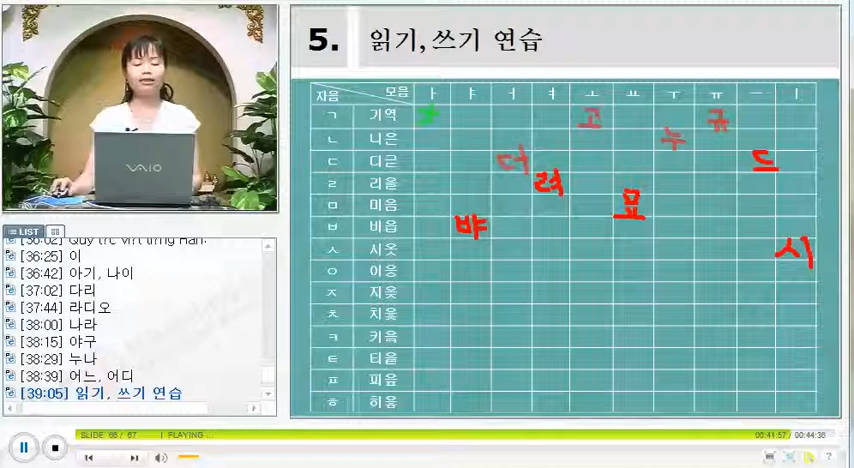 5. 읽기, 쓰기 연습
자음 모음 ㅏ ㅑ ㅓ ㅕ ㅗ ㅛ ㅜ ㅠ ㅡ ㅣ
ㄱ 기역 고 규
ㄴ 니은 누
ㄷ 디귿 더 드
ㄹ 리을 려
ㅁ 미음 묘
ㅂ 비읍 뱌
ㅅ 시옷 시
ㅇ 이응
ㅈ 지읒
ㅊ 치읓
ㅋ 키읔
ㅌ 티읕
ㅍ 피읖
ㅎ 히읗
VAIO
LIST
[36:25] 이
[36:42] 아기, 나이
[37:02] 다리
[37:44] 라디오
[38:00] 나라
[38:15] 야구
[38:29] 누나
[38:39] 어느, 어디
[39:05] 읽기, 쓰기 연습
SLIDE 66 / 67 | PLAYING ...
00:41:57 / 00:44:36